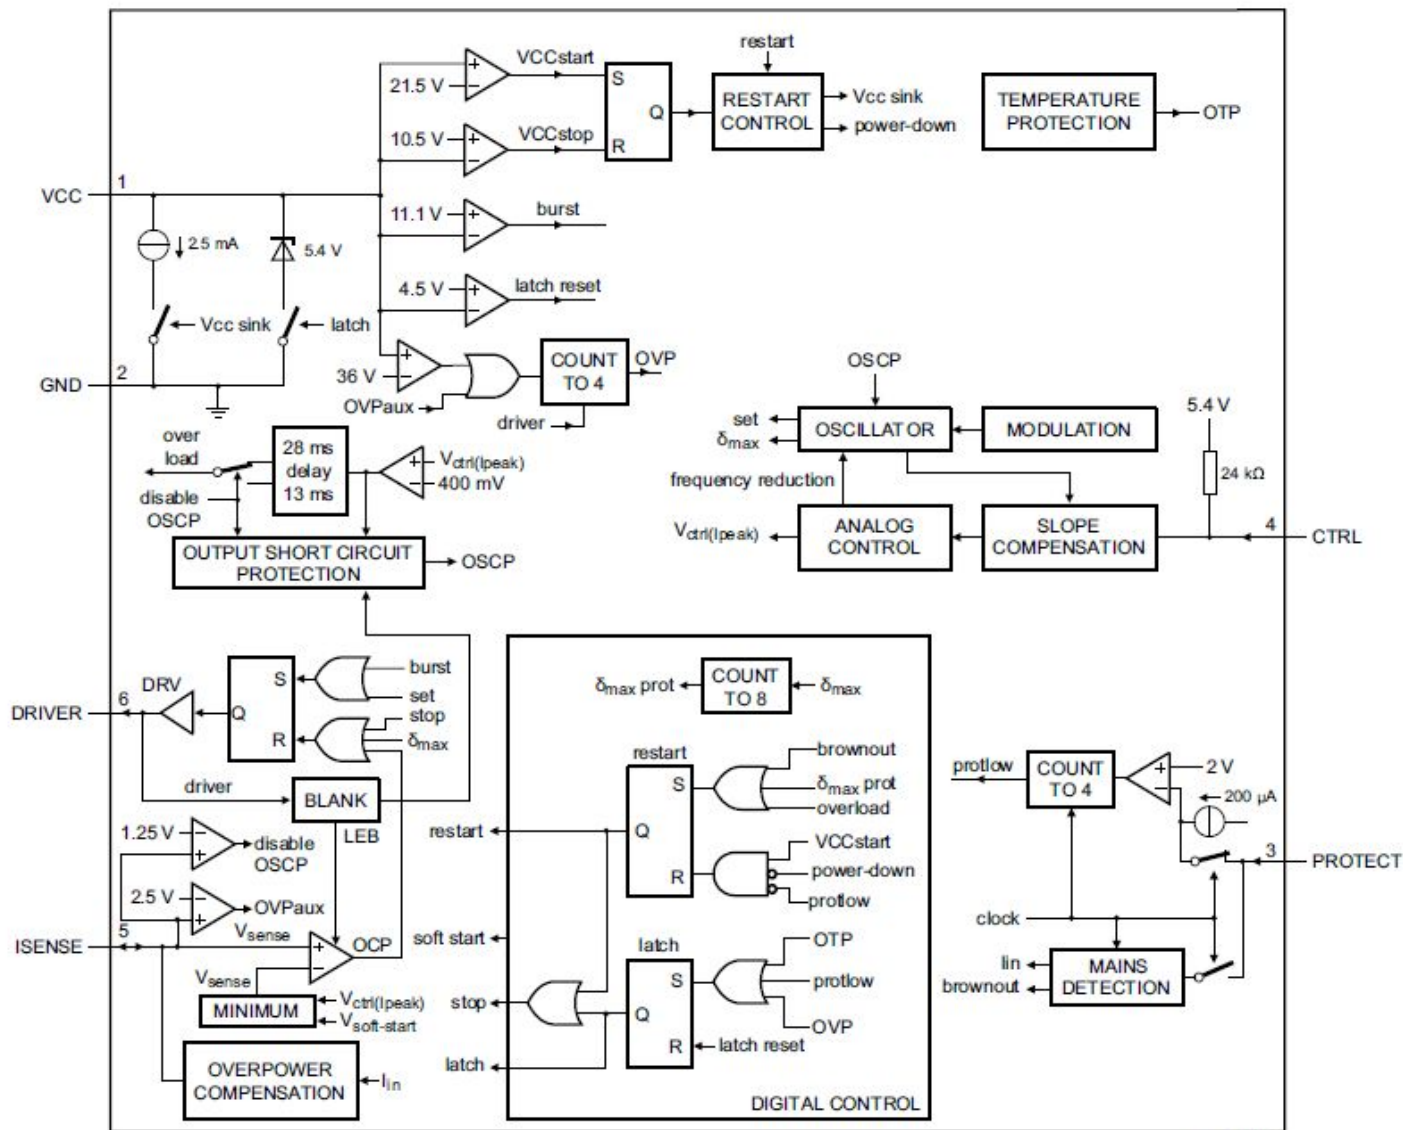 restart
VCCstart
21.5 V
S
Q
R
RESTART
CONTROL
Vcc sink
power-down
TEMPERATURE
PROTECTION
OTP
10.5 V
VCCstop
VCC
1
11.1 V
burst
2.5 mA
5.4 V
4.5 V
latch reset
Vcc sink
latch
GND
2
36 V
OVPaux
COUNT
TO 4
OVP
driver
OSCP
set
δmax
OSCILLATOR
MODULATION
5.4 V
24 kΩ
frequency reduction
Vctrl(Ipeak)
ANALOG
CONTROL
SLOPE
COMPENSATION
4
CTRL
over
load
28 ms
delay
13 ms
Vctrl(Ipeak)
400 mV
disable
OSCP
OUTPUT SHORT CIRCUIT
PROTECTION
OSCP
DRIVER
6
DRV
S
Q
R
burst
set
stop
δmax
driver
BLANK
LEB
1.25 V
disable
OSCP
2.5 V
OVPaux
ISENSE
5
Vsense
OCP
Vsense
MINIMUM
Vctrl(Ipeak)
Vsoft-start
OVERPOWER
COMPENSATION
Iin
δmax prot
COUNT
TO 8
δmax
restart
S
Q
R
brownout
δmax prot
overload
VCCstart
power-down
protlow
restart
soft start
latch
S
Q
R
OTP
protlow
OVP
latch reset
stop
latch
DIGITAL CONTROL
protlow
COUNT
TO 4
2 V
200 μA
3
PROTECT
clock
Iin
brownout
MAINS
DETECTION